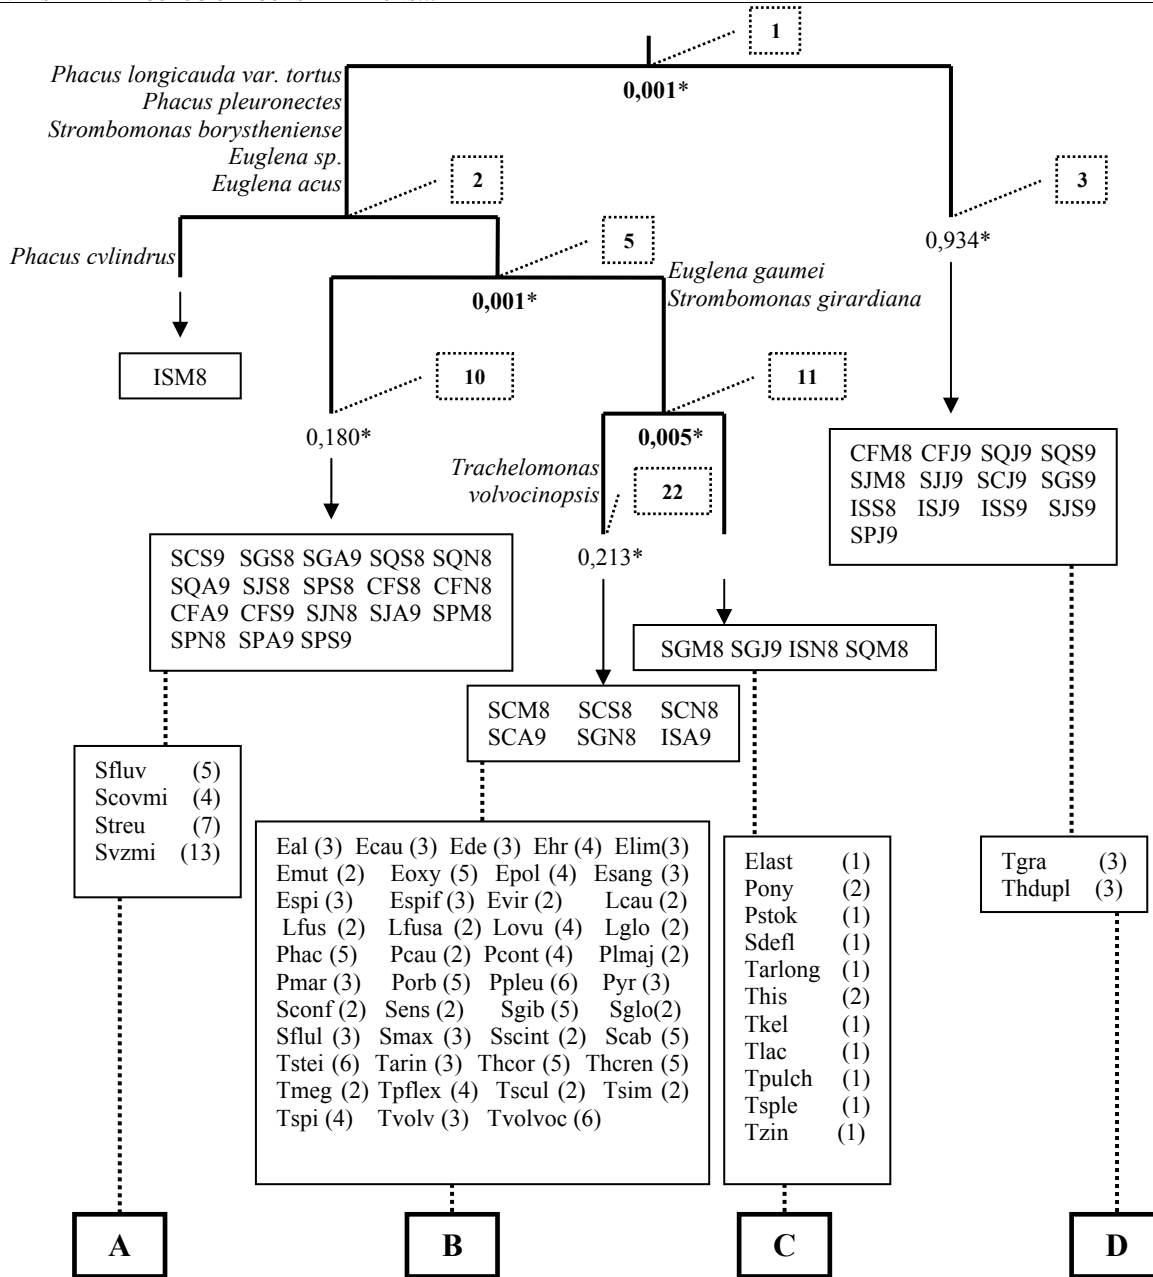 1
Phacus longicauda var. tortus
0,001*
Phacus pleuronectes
Strombomonas borystheniense
Euglena sp.
Euglena acus
2
3
5
0,934*
Phacus cvlindrus
Euglena gaumei
0,001*
Strombomonas girardiana
ISM8
10
11
0,180*
0,005*
Trachelomonas
volvocinopsis
22
0,213*
CFM8 CFJ9 SQJ9 SQS9
SJM8 SJJ9 SCJ9 SGS9
ISS8 ISJ9 ISS9 SJS9
SPJ9
SCS9 SGS8 SGA9 SQS8 SQN8
SQA9 SJS8 SPS8 CFS8 CFN8
CFA9 CFS9 SJN8 SJA9 SPM8
SPN8 SPA9 SPS9
SGM8 SGJ9 ISN8 SQM8
SCM8 SCS8 SCN8
SCA9 SGN8 ISA9
Sfluv (5)
Scovmi (4)
Streu (7)
Svzmi (13)
Eal (3) Ecau (3) Ede (3) Ehr (4) Elim(3)
Emut (2) Eoxy (5) Epol (4) Esang (3)
Espi (3) Espif (3) Evir (2) Lcau (2)
Lfus (2) Lfusa (2) Lovu (4) Lglo (2)
Phac (5) Pcau (2) Pcont (4) Plmaj (2)
Pmar (3) Porb (5) Ppleu (6) Pyr (3)
Sconf (2) Sens (2) Sgib (5) Sglo(2)
Sflul (3) Smax (3) Sscint (2) Scab (5)
Tstei (6) Tarin (3) Thcor (5) Thcren (5)
Tmeg (2) Tpflex (4) Tscul (2) Tsim (2)
Tspi (4) Tvolv (3) Tvolvoc (6)
Elast (1)
Pony (2)
Pstok (1)
Sdefl (1)
Tarlong (1)
This (2)
Tkel (1)
Tlac (1)
Tpulch (1)
Tsple (1)
Tzin (1)
Tgra (3)
Thdupl (3)
A
B
C
D